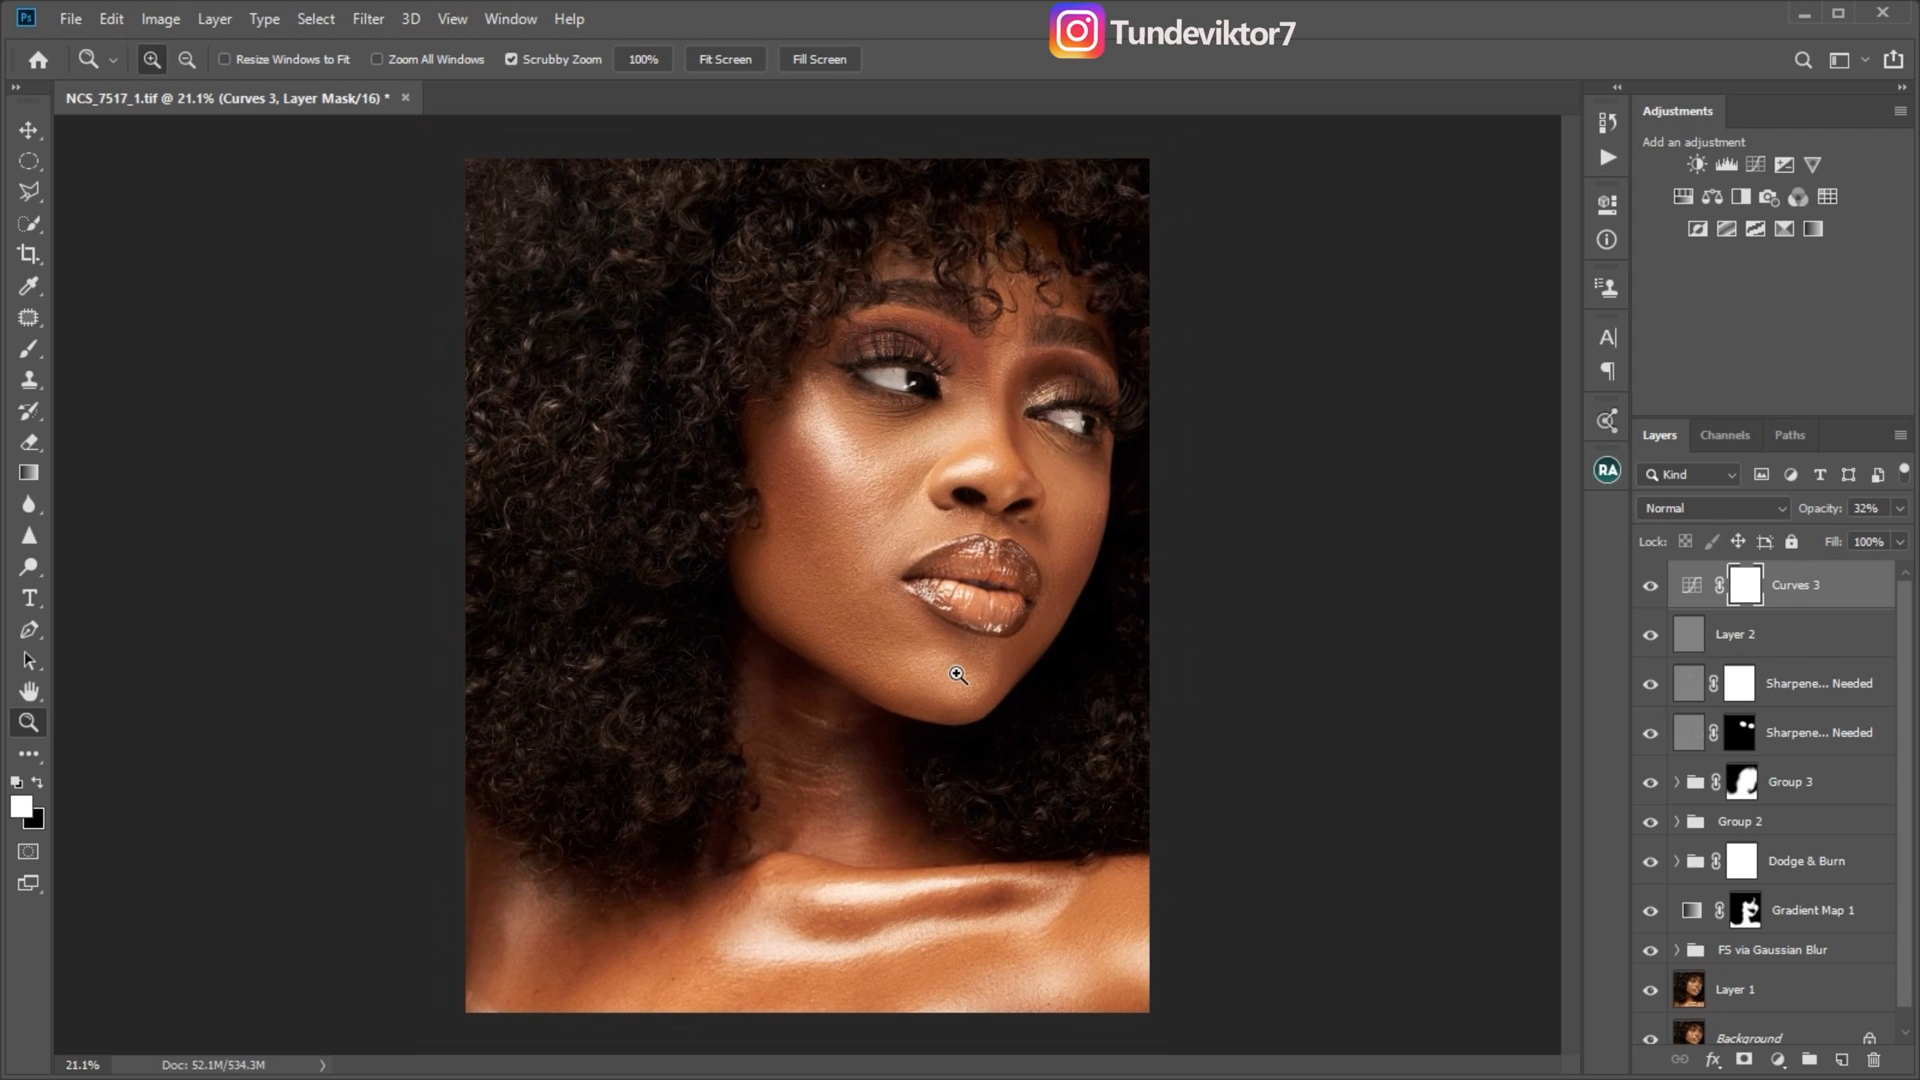 Ps File Edit Image Layer Type Select Filter 3D View Window Help
Tundeviktor7
Resize Windows to Fit Zoom All Windows Scrubby Zoom 100% Fit Screen Fill Screen
NCS_7517_1.tif @ 21.1% (Curves 3, Layer Mask/16) *
Adjustments
Add an adjustment
Layers Channels Paths
Kind
Normal Opacity: 32%
Lock: Fill: 100%
Curves 3
Layer 2
Sharpene... Needed
Sharpene... Needed
Group 3
Group 2
Dodge & Burn
Gradient Map 1
FS via Gaussian Blur
Layer 1
Background
fx
RA
21.1% Doc: 52.1M/534.3M